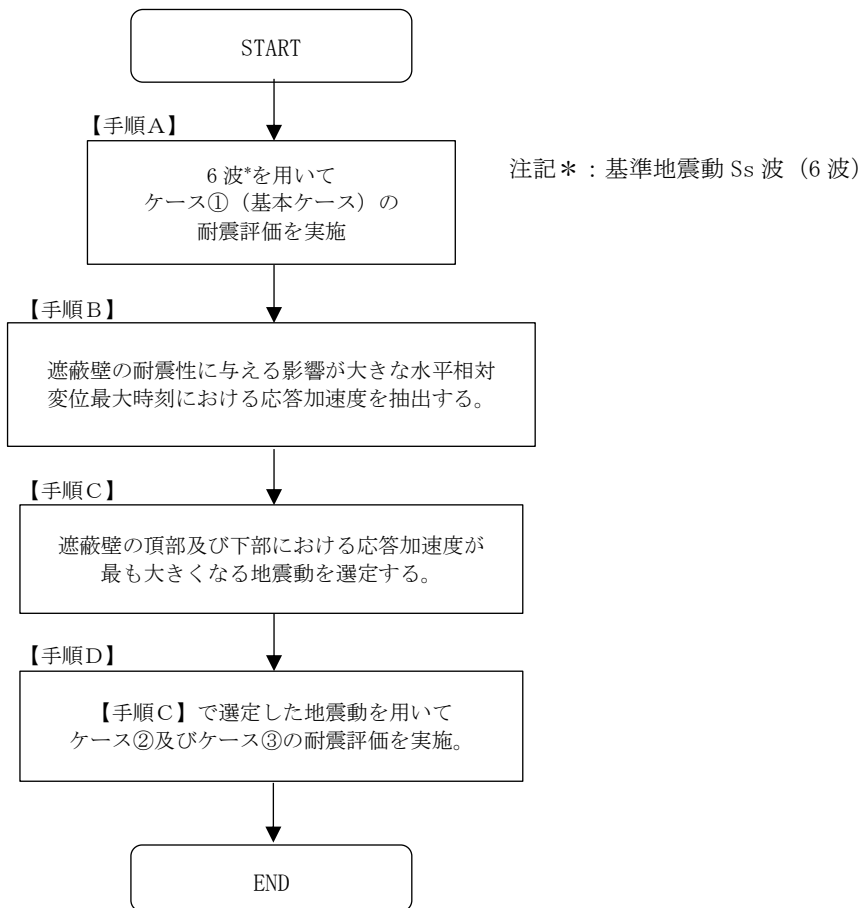 START
【手順A】
6波*を用いて
ケース①（基本ケース）の
耐震評価を実施
注記＊：基準地震動 Ss 波（6 波）
【手順B】
遮蔽壁の耐震性に与える影響が大きな水平相対
変位最大時刻における応答加速度を抽出する。
【手順C】
遮蔽壁の頂部及び下部における応答加速度が
最も大きくなる地震動を選定する。
【手順D】
【手順C】で選定した地震動を用いて
ケース②及びケース③の耐震評価を実施。
END